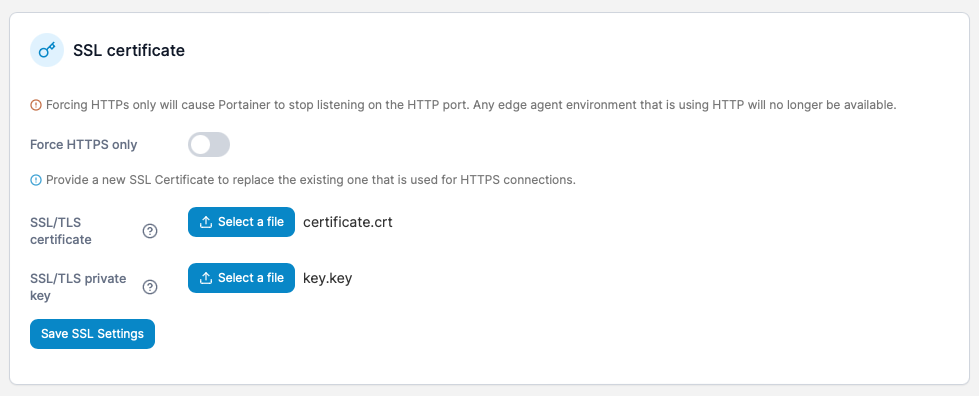 SSL certificate
Forcing HTTPs only will cause Portainer to stop listening on the HTTP port. Any edge agent environment that is using HTTP will no longer be available.
Force HTTPS only
Provide a new SSL Certificate to replace the existing one that is used for HTTPS connections.
SSL/TLS
certificate
Select a file certificate.crt
SSL/TLS private
key
Select a file key.key
Save SSL Settings